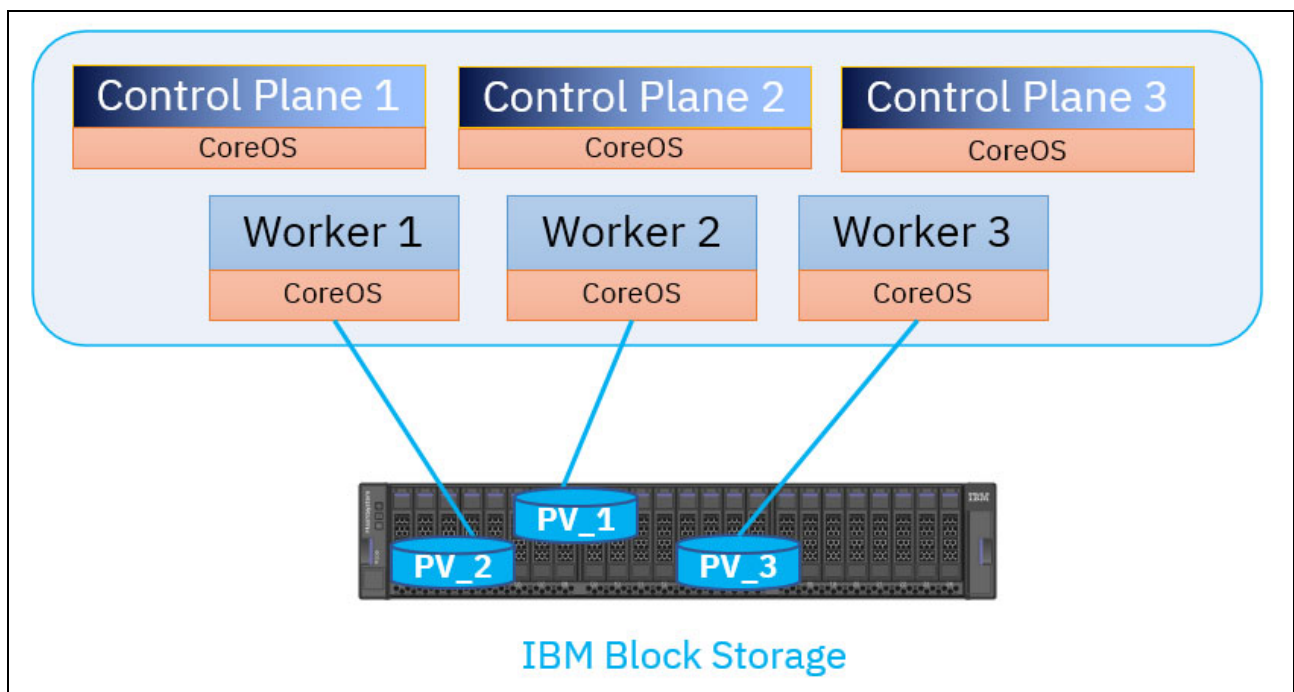 Control Plane 1
CoreOS
Control Plane 2
CoreOS
Control Plane 3
CoreOS
Worker 1
CoreOS
Worker 2
CoreOS
Worker 3
CoreOS
IBM
PV_1
PV_2
PV_3
IBM Block Storage